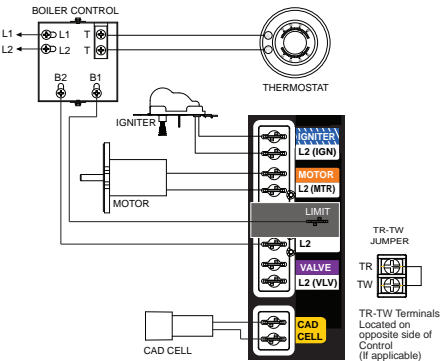 BOILER CONTROL
L1 L1 T
L2 L2 T
B2 B1
THERMOSTAT
IGNITER
MOTOR
IGNITER
L2 (IGN)
MOTOR
L2 (MTR)
LIMIT
L2
VALVE
L2 (VLV)
CAD
CELL
CAD CELL
TR-TW
JUMPER
TR
TW
TR-TW Terminals
Located on
opposite side of
Control
(If applicable)